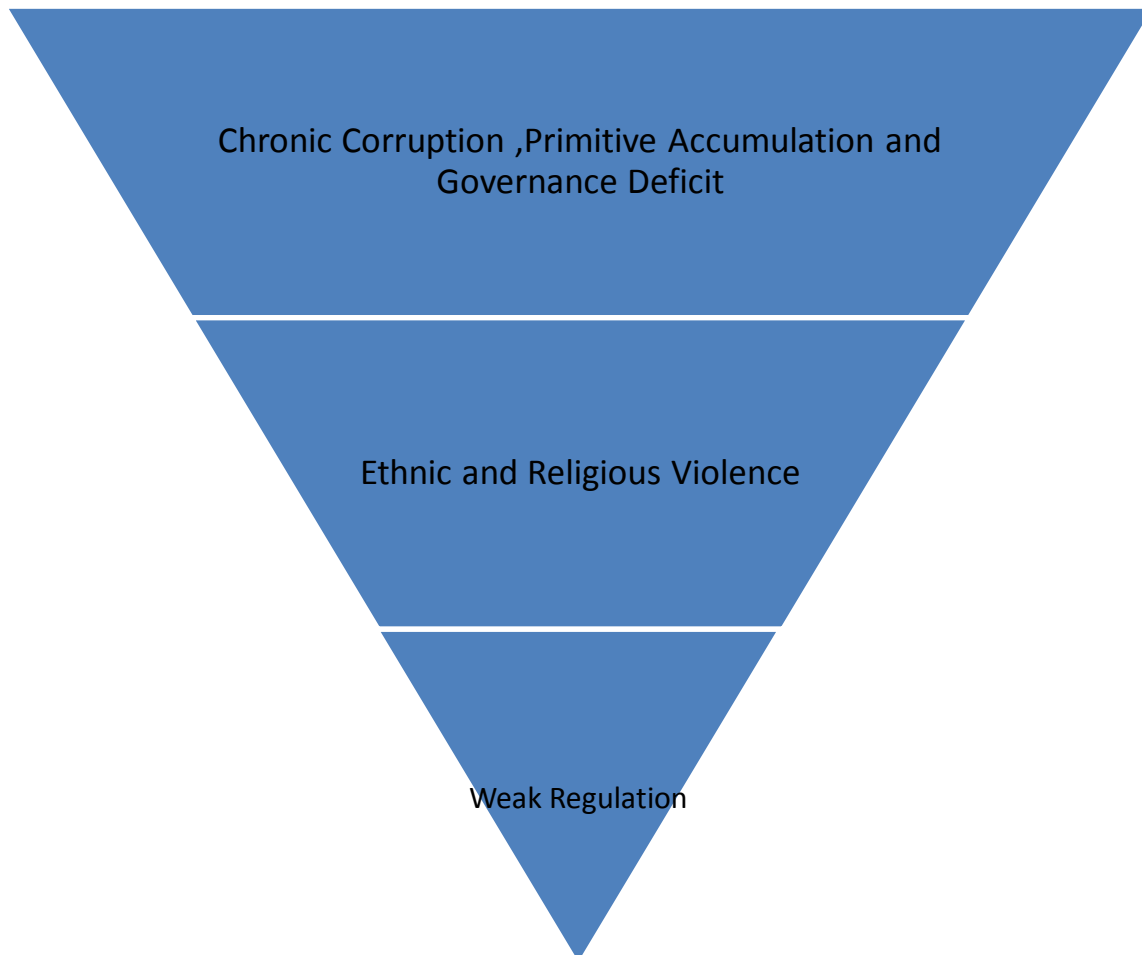 Chronic Corruption ,Primitive Accumulation and
Governance Deficit
Ethnic and Religious Violence
Weak Regulation